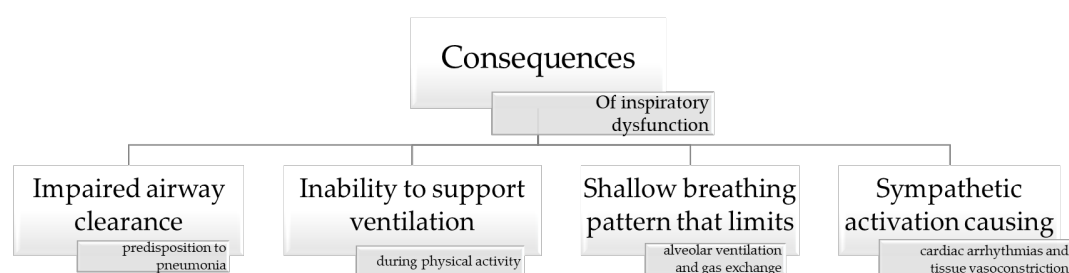 Consequences
Of inspiratory
dysfunction
Impaired airway
clearance
predisposition to
pneumonia
Inability to support
ventilation
during physical activity
Shallow breathing
pattern that limits
alveolar ventilation
and gas exchange
Sympathetic
activation causing
cardiac arrhythmias and
tissue vasoconstriction